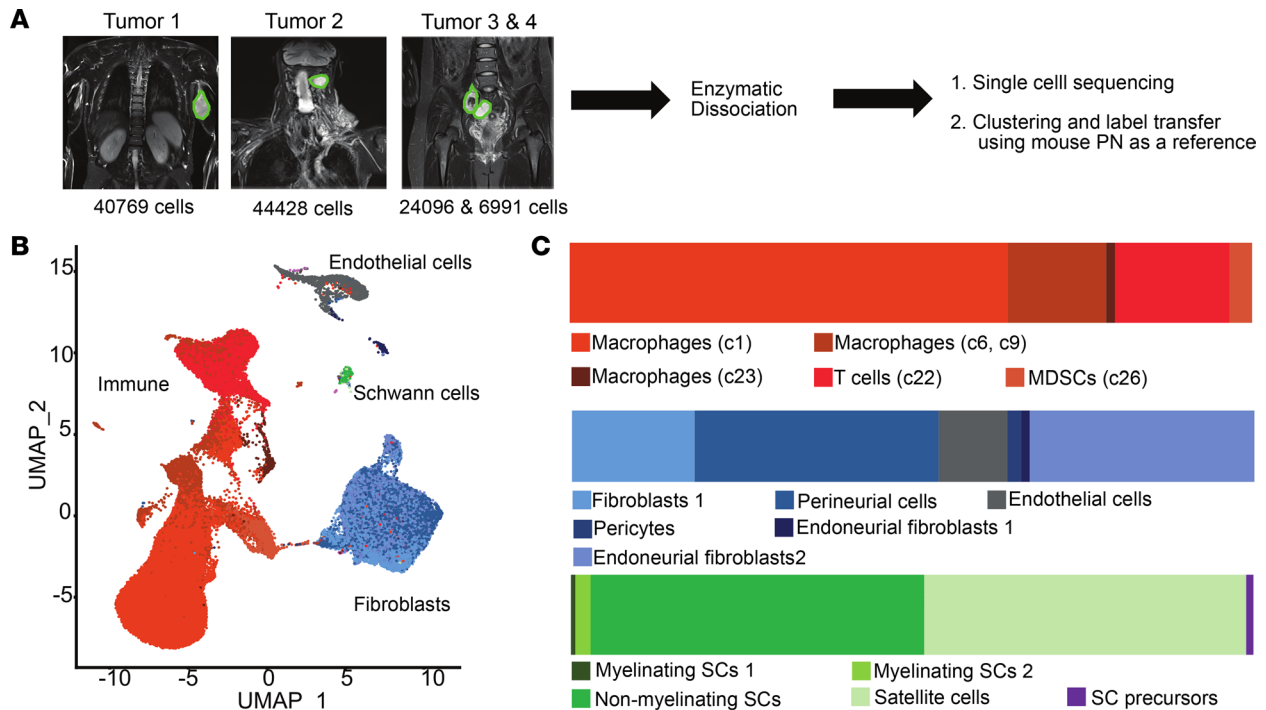 A
Tumor 1
Tumor 2
Tumor 3 & 4
40769 cells
44428 cells
24096 & 6991 cells
Enzymatic
Dissociation
1. Single celll sequencing
2. Clustering and label transfer
using mouse PN as a reference
B
UMAP_2
15
10
5
0
-5
-10
-5
0
5
10
UMAP_1
Endothelial cells
Immune
Schwann cells
Fibroblasts
C
Macrophages (c1)
Macrophages (c6, c9)
Macrophages (c23)
T cells (c22)
MDSCs (c26)
Fibroblasts 1
Perineurial cells
Endothelial cells
Pericytes
Endoneurial fibroblasts 1
Endoneurial fibroblasts2
Myelinating SCs 1
Myelinating SCs 2
Non-myelinating SCs
Satellite cells
SC precursors